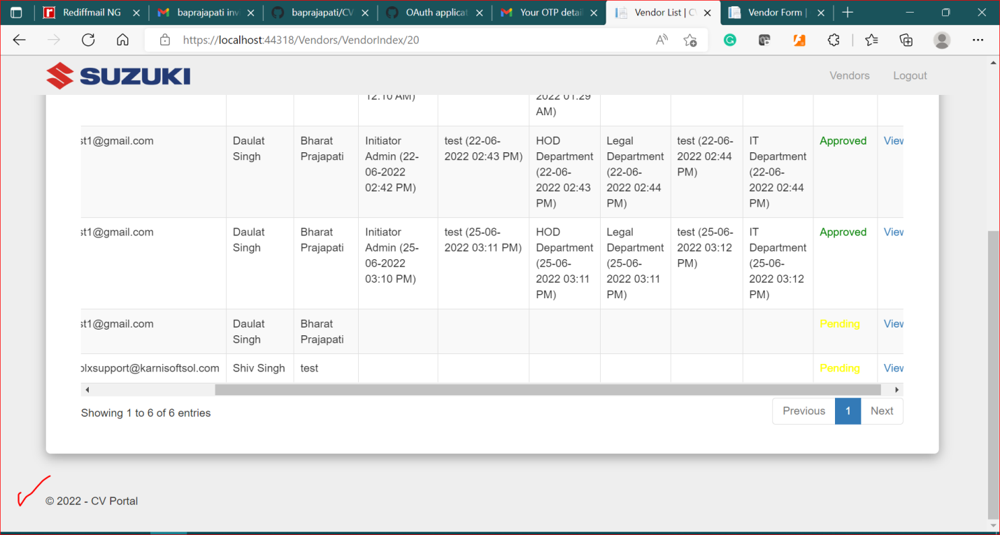 Rediffmail NG
baprajapati inv
baprajapati/CV
OAuth applicat
Your OTP detai
Vendor List | CV
Vendor Form |
https://localhost:44318/Vendors/VendorIndex/20
SUZUKI
Vendors
Logout
12:10 AM)
2022 01:29
AM)
st1@gmail.com
Daulat
Singh
Bharat
Prajapati
Initiator
Admin (22-
06-2022
02:42 PM)
test (22-06-
2022 02:43 PM)
HOD
Department
(22-06-
2022 02:43
PM)
Legal
Department
(22-06-
2022 02:44
PM)
test (22-06-
2022 02:44
PM)
IT
Department
(22-06-
2022 02:44
PM)
Approved
View
st1@gmail.com
Daulat
Singh
Bharat
Prajapati
Initiator
Admin (25-
06-2022
03:10 PM)
test (25-06-
2022 03:11 PM)
HOD
Department
(25-06-
2022 03:11
PM)
Legal
Department
(25-06-
2022 03:11
PM)
test (25-06-
2022 03:12
PM)
IT
Department
(25-06-
2022 03:12
PM)
Approved
View
st1@gmail.com
Daulat
Singh
Bharat
Prajapati
Pending
View
olxsupport@karnisoftsol.com
Shiv Singh
test
Pending
View
Showing 1 to 6 of 6 entries
Previous
1
Next
© 2022 - CV Portal